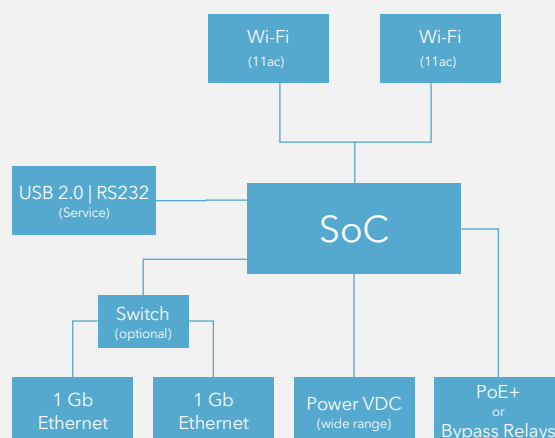 Wi-Fi
(11ac)
Wi-Fi
(11ac)
USB 2.0 | RS232
(Service)
SoC
Switch
(optional)
1 Gb
Ethernet
1 Gb
Ethernet
Power VDC
(wide range)
PoE+
or
Bypass Relays